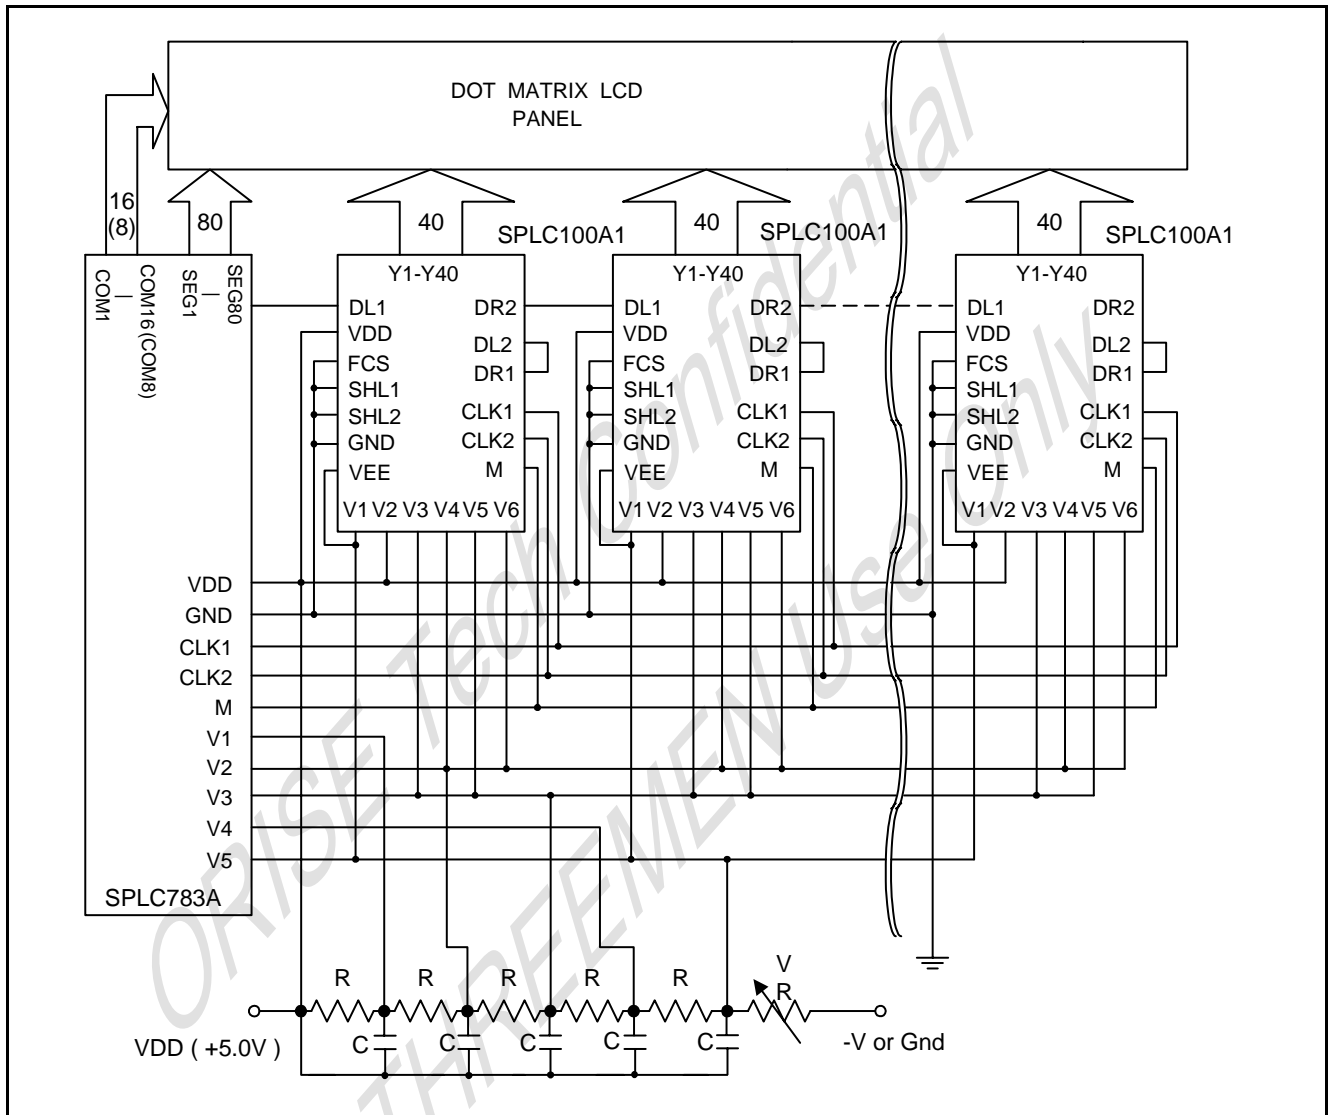 DOT MATRIX LCD
PANEL
16
(8)
80
40
SPLC100A1
40
SPLC100A1
40
SPLC100A1
COM1
|
COM16 (COM8)
SEG1
|
SEG80
Y1-Y40
DL1
VDD
FCS
SHL1
SHL2
GND
VEE
DR2
DL2
DR1
CLK1
CLK2
M
V1 V2 V3 V4 V5 V6
Y1-Y40
DL1
VDD
FCS
SHL1
SHL2
GND
VEE
DR2
DL2
DR1
CLK1
CLK2
M
V1 V2 V3 V4 V5 V6
Y1-Y40
DL1
VDD
FCS
SHL1
SHL2
GND
VEE
DR2
DL2
DR1
CLK1
CLK2
M
V1 V2 V3 V4 V5 V6
VDD
GND
CLK1
CLK2
M
V1
V2
V3
V4
V5
SPLC783A
R R R R R
V
R
C C C C C
VDD ( +5.0V )
-V or Gnd
ORISE Tech Confidential
THREEMEN Use Only